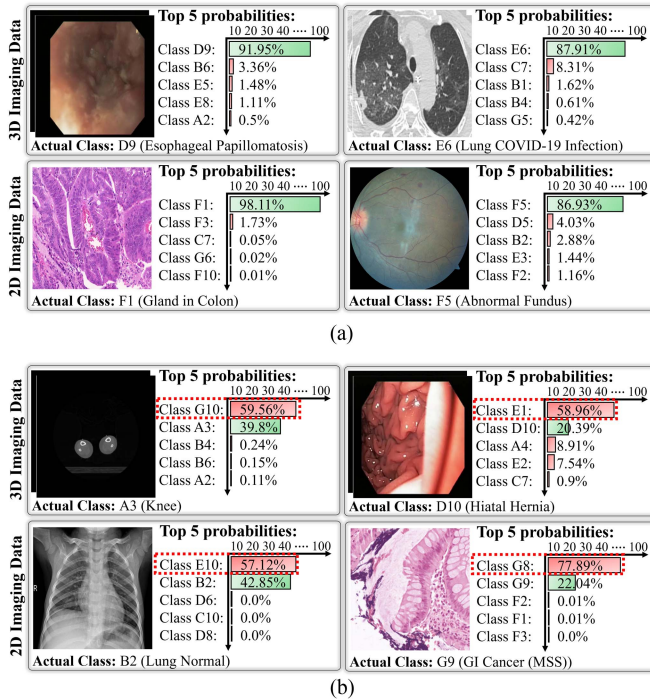 3D Imaging Data
Top 5 probabilities:
10 20 30 40 ···· 100
Class D9: 91.95%
Class B6: 3.36%
Class E5: 1.48%
Class E8: 1.11%
Class A2: 0.5%
Actual Class: D9 (Esophageal Papillomatosis)
Top 5 probabilities:
10 20 30 40 ···· 100
Class E6: 87.91%
Class C7: 8.31%
Class B1: 1.62%
Class B4: 0.61%
Class G5: 0.42%
Actual Class: E6 (Lung COVID-19 Infection)
2D Imaging Data
Top 5 probabilities:
10 20 30 40 ···· 100
Class F1: 98.11%
Class F3: 1.73%
Class C7: 0.05%
Class G6: 0.02%
Class F10: 0.01%
Actual Class: F1 (Gland in Colon)
Top 5 probabilities:
10 20 30 40 ···· 100
Class F5: 86.93%
Class D5: 4.03%
Class B2: 2.88%
Class E3: 1.44%
Class F2: 1.16%
Actual Class: F5 (Abnormal Fundus)
(a)
3D Imaging Data
Top 5 probabilities:
10 20 30 40 ···· 100
Class G10: 59.56%
Class A3: 39.8%
Class B4: 0.24%
Class B6: 0.15%
Class A2: 0.11%
Actual Class: A3 (Knee)
Top 5 probabilities:
10 20 30 40 ···· 100
Class E1: 58.96%
Class D10: 20.39%
Class A4: 8.91%
Class E2: 7.54%
Class C7: 0.9%
Actual Class: D10 (Hiatal Hernia)
2D Imaging Data
Top 5 probabilities:
10 20 30 40 ···· 100
Class E10: 57.12%
Class B2: 42.85%
Class D6: 0.0%
Class C10: 0.0%
Class D8: 0.0%
R
Actual Class: B2 (Lung Normal)
Top 5 probabilities:
10 20 30 40 ···· 100
Class G8: 77.89%
Class G9: 22.04%
Class F2: 0.01%
Class F1: 0.01%
Class F3: 0.0%
Actual Class: G9 (GI Cancer (MSS))
(b)